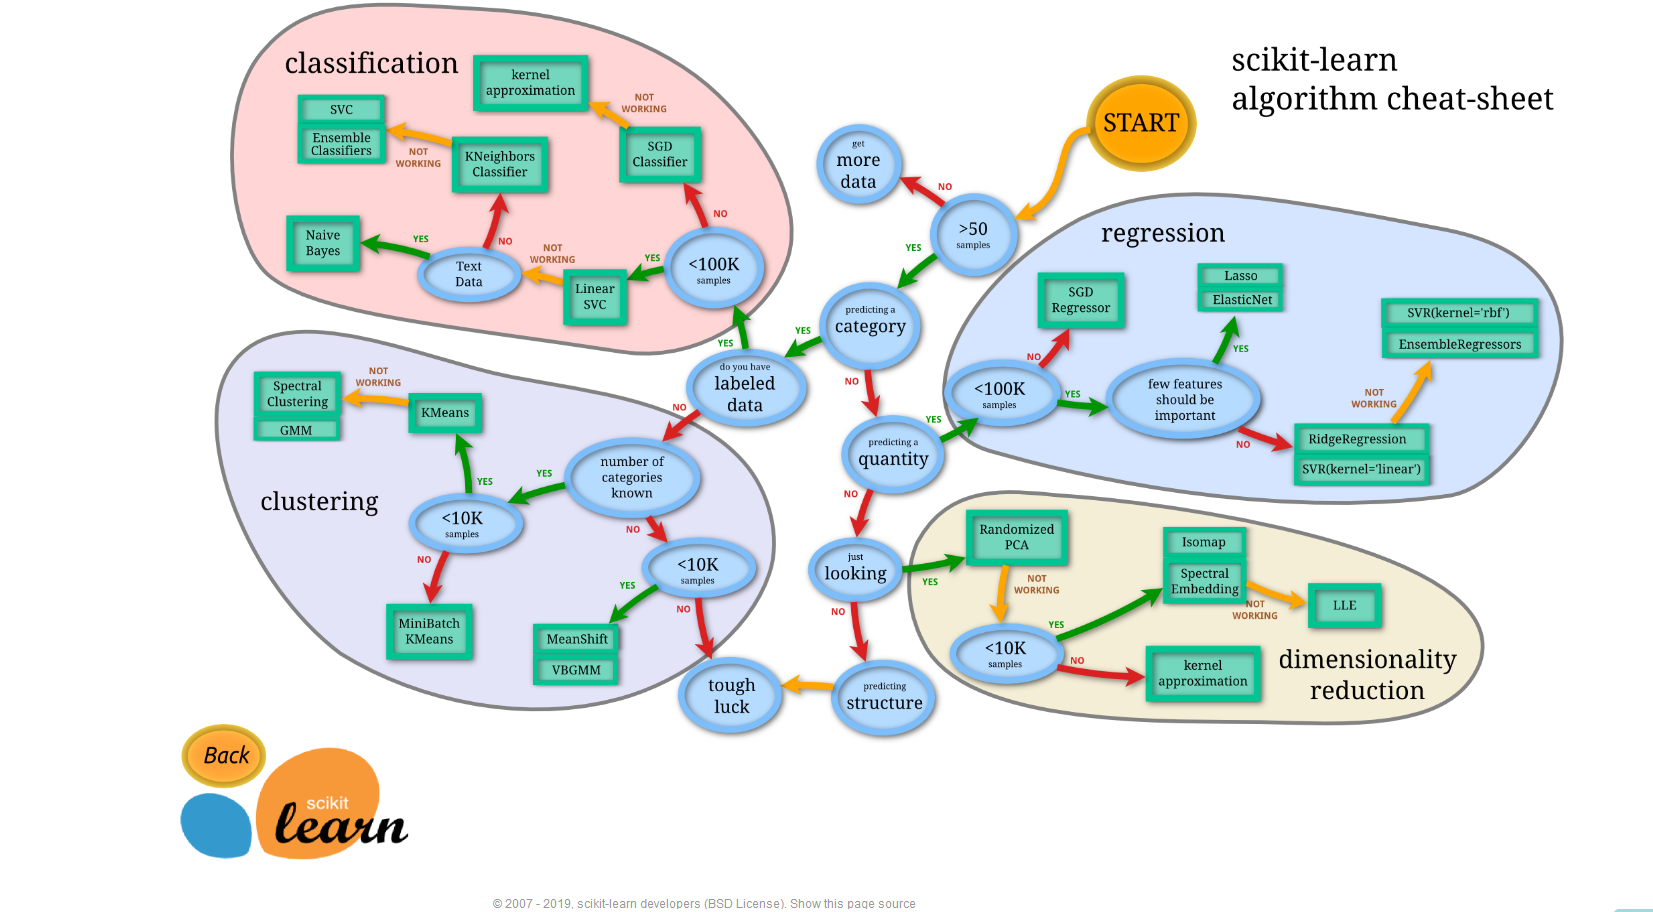 scikit-learn
algorithm cheat-sheet
START
classification
kernel
approximation
NOT
WORKING
SVC
Ensemble
Classifiers
NOT
WORKING
KNeighbors
Classifier
SGD
Classifier
NO
Naive
Bayes
YES
NO
Text
Data
NOT
WORKING
Linear
SVC
YES
<100K
samples
YES
get
more
data
NO
>50
samples
YES
predicting a
category
YES
do you have
labeled
data
NO
NO
predicting a
quantity
YES
NO
just
looking
YES
NO
predicting
structure
tough
luck
regression
SGD
Regressor
NO
<100K
samples
YES
Lasso
ElasticNet
YES
few features
should be
important
NO
SVR(kernel='rbf')
EnsembleRegressors
NOT
WORKING
RidgeRegression
SVR(kernel='linear')
clustering
Spectral
Clustering
GMM
NOT
WORKING
KMeans
YES
<10K
samples
YES
number of
categories
known
NO
NO
MiniBatch
KMeans
<10K
samples
YES
NO
MeanShift
VBGMM
dimensionality
reduction
Randomized
PCA
NOT
WORKING
<10K
samples
YES
NO
Isomap
Spectral
Embedding
NOT
WORKING
LLE
kernel
approximation
Back
scikit
learn
© 2007 - 2019, scikit-learn developers (BSD License). Show this page source